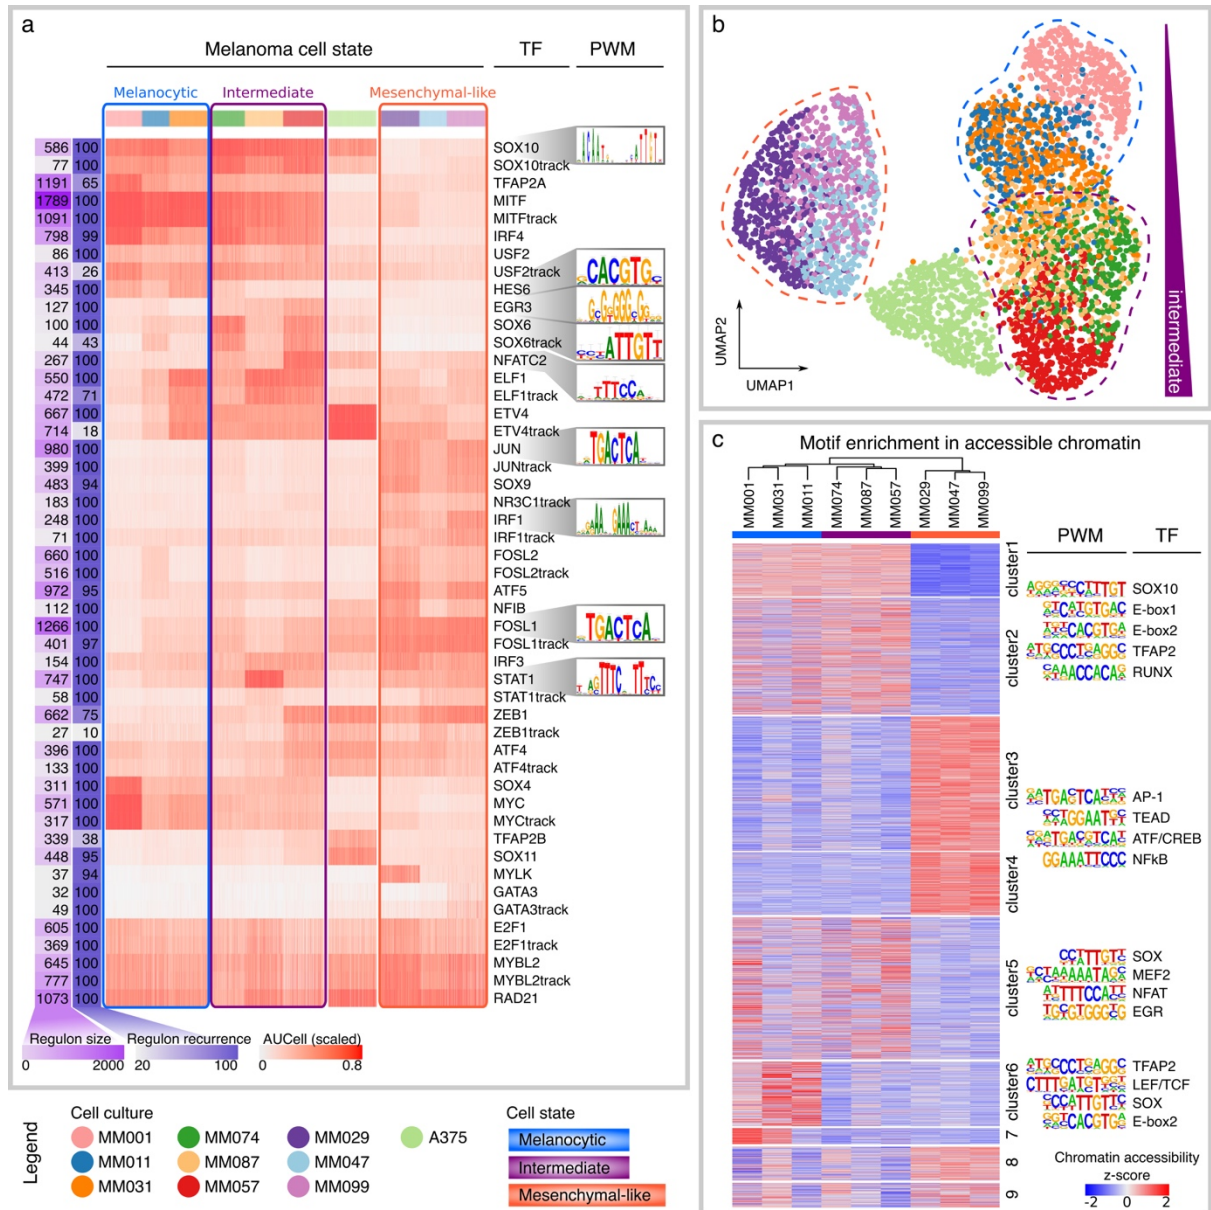 a
Melanoma cell state TF PWM
Melanocytic Intermediate Mesenchymal-like
586 100 SOX10
77 100 SOX10track
1191 65 TFAP2A
1789 100 MITF
1091 100 MITFtrack
798 99 IRF4
86 100 USF2
413 26 USF2track
345 100 HES6
127 100 EGR3
100 100 SOX6
44 43 SOX6track
267 100 NFATC2
550 100 ELF1
472 71 ELF1track
667 100 ETV4
714 18 ETV4track
980 100 JUN
399 100 JUNtrack
483 94 SOX9
183 100 NR3C1track
248 100 IRF1
71 100 IRF1track
660 100 FOSL2
516 100 FOSL2track
972 95 ATF5
112 100 NFIB
1266 100 FOSL1
401 97 FOSL1track
154 100 IRF3
747 100 STAT1
58 100 STAT1track
662 75 ZEB1
27 10 ZEB1track
396 100 ATF4
133 100 ATF4track
311 100 SOX4
571 100 MYC
317 100 MYCtrack
339 38 TFAP2B
448 95 SOX11
37 94 MYLK
32 100 GATA3
49 100 GATA3track
605 100 E2F1
369 100 E2F1track
645 100 MYBL2
777 100 MYBL2track
1073 100 RAD21
CACGTG
ATTGTT
TTTCCA
TGACTCA
TGACTCA
Regulon size Regulon recurrence AUCell (scaled)
0 2000 20 100 0 0.8
b
UMAP2
UMAP1
intermediate
c
Motif enrichment in accessible chromatin
MM001 MM031 MM011 MM074 MM087 MM057 MM029 MM047 MM099
PWM TF
cluster1
cluster2
cluster3
cluster4
cluster5
cluster6
7
8
9
SOX10
E-box1
E-box2
TFAP2
RUNX
AP-1
TEAD
ATF/CREB
GGAAATTCCC NFkB
SOX
MEF2
NFAT
EGR
TFAP2
LEF/TCF
SOX
E-box2
Chromatin accessibility
z-score
-2 0 2
Legend
Cell culture
MM001 MM074 MM029 A375
MM011 MM087 MM047
MM031 MM057 MM099
Cell state
Melanocytic
Intermediate
Mesenchymal-like